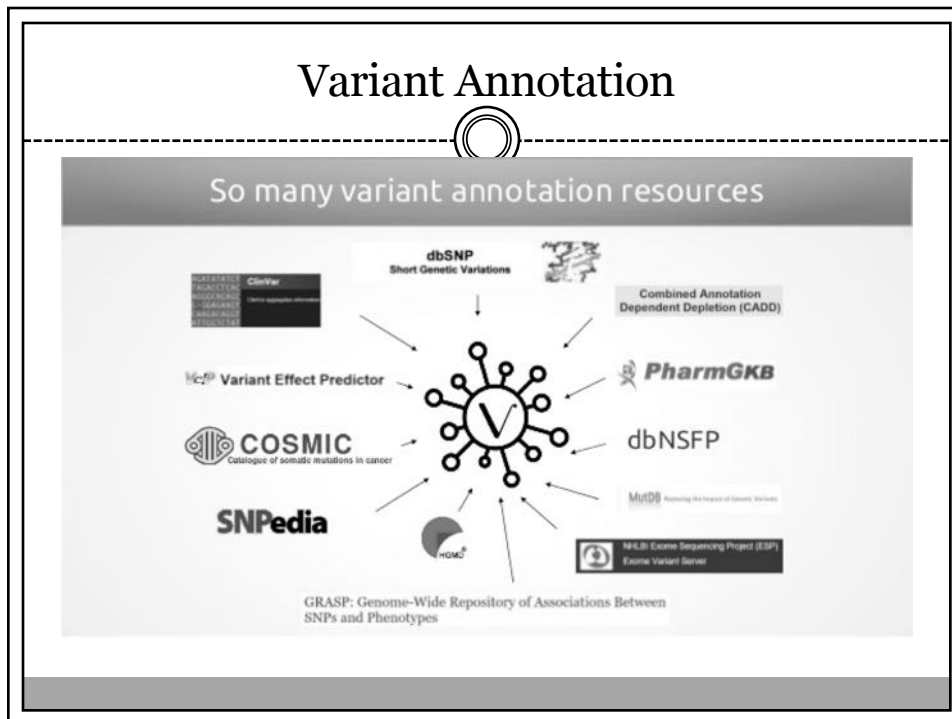 Variant Annotation
So many variant annotation resources
dbSNP
Short Genetic Variations
ClinVar
Combined Annotation
Dependent Depletion (CADD)
VeP Variant Effect Predictor
PharmGKB
V
COSMIC
Catalogue of somatic mutations in cancer
dbNSFP
SNPedia
HGMD®
MutDB
NHLBI Exome Sequencing Project (ESP)
Exome Variant Server
GRASP: Genome-Wide Repository of Associations Between
SNPs and Phenotypes